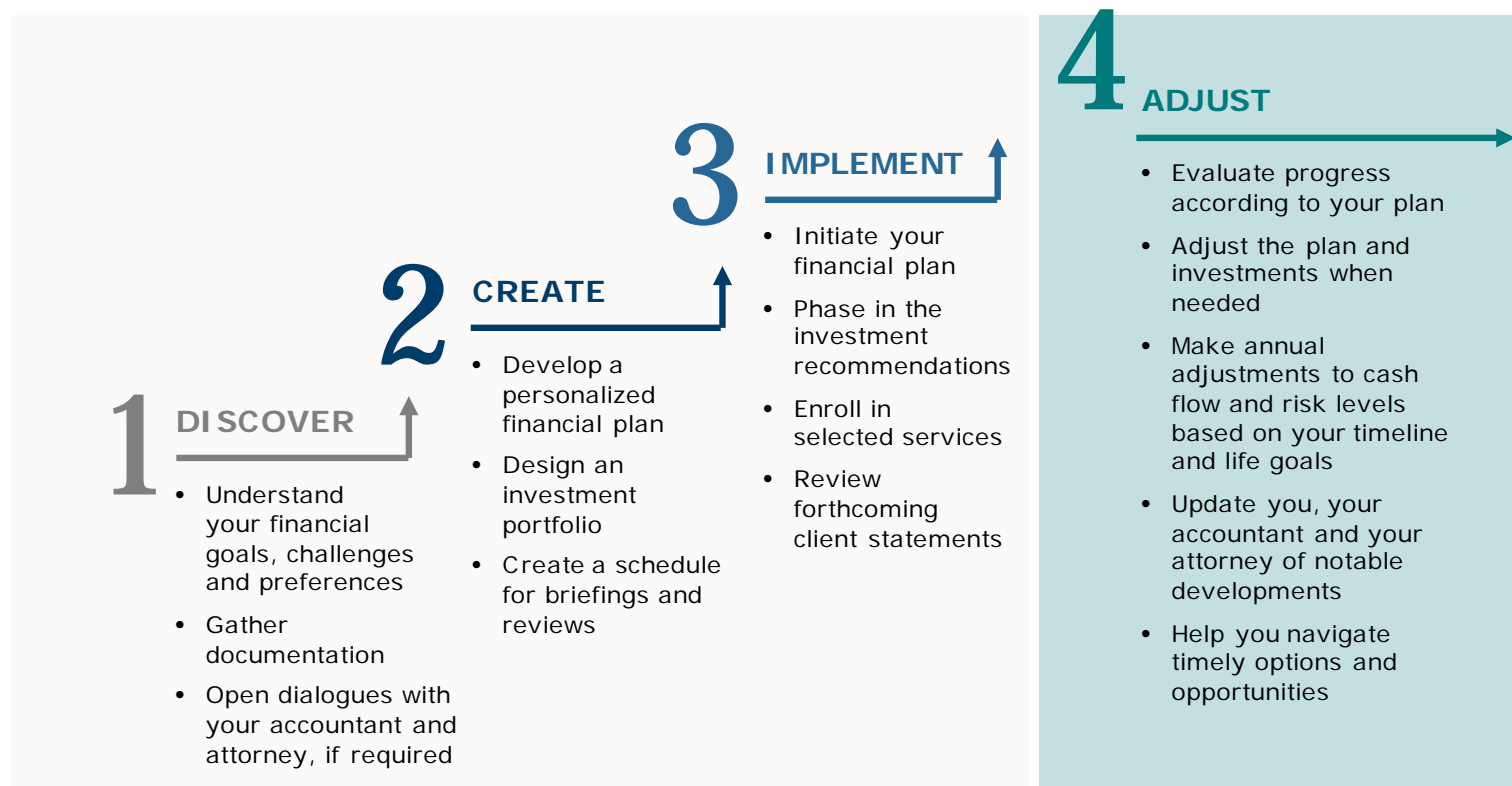 1
DISCOVER
• Understand
your financial
goals, challenges
and preferences
• Gather
documentation
• Open dialogues with
your accountant and
attorney, if required
2
CREATE
• Develop a
personalized
financial plan
• Design an
investment
portfolio
• Create a schedule
for briefings and
reviews
3
IMPLEMENT
• Initiate your
financial plan
• Phase in the
investment
recommendations
• Enroll in
selected services
• Review
forthcoming
client statements
4
ADJUST
• Evaluate progress
according to your plan
• Adjust the plan and
investments when
needed
• Make annual
adjustments to cash
flow and risk levels
based on your timeline
and life goals
• Update you, your
accountant and your
attorney of notable
developments
• Help you navigate
timely options and
opportunities